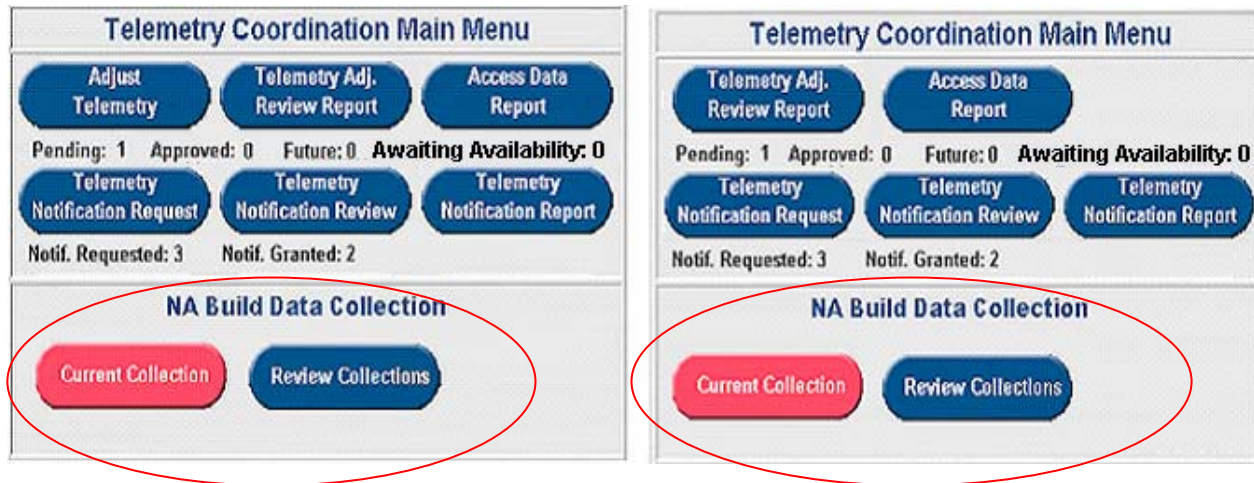 Telemetry Coordination Main Menu
Adjust Telemetry Adj. Access Data
Telemetry Review Report Report
Pending: 1 Approved: 0 Future: 0 Awaiting Availability: 0
Telemetry Telemetry Telemetry
Notification Request Notification Review Notification Report
Notif. Requested: 3 Notif. Granted: 2
NA Build Data Collection
Current Collection Review Collections
Telemetry Coordination Main Menu
Telemetry Adj. Access Data
Review Report Report
Pending: 1 Approved: 0 Future: 0 Awaiting Availability: 0
Telemetry Telemetry Telemetry
Notification Request Notification Review Notification Report
Notif. Requested: 3 Notif. Granted: 2
NA Build Data Collection
Current Collection Review Collections